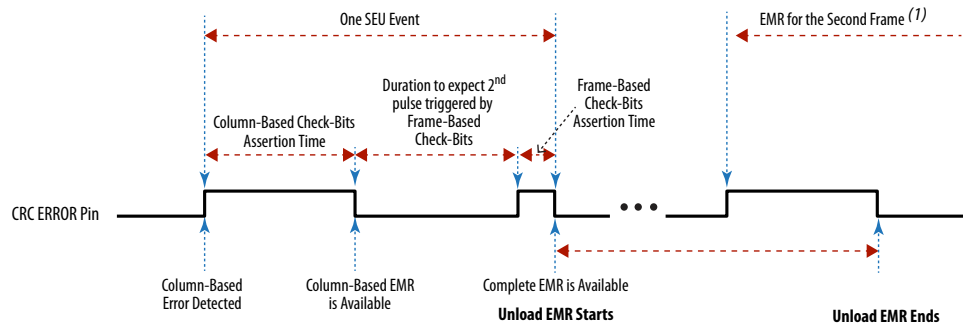 One SEU Event
EMR for the Second Frame (1)
Duration to expect 2nd
pulse triggered by
Frame-Based
Check-Bits
Frame-Based
Check-Bits
Assertion Time
Column-Based Check-Bits
Assertion Time
CRC ERROR Pin
Column-Based
Error Detected
Column-Based EMR
is Available
Complete EMR is Available
Unload EMR Starts
Unload EMR Ends